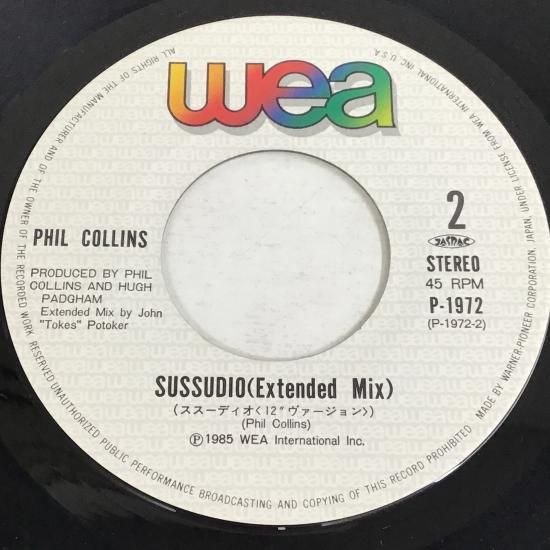 wea
PHIL COLLINS
PRODUCED BY PHIL
COLLINS AND HUGH
PADGHAM
Extended Mix by John
"Tokes" Potoker
2
JASRAC
STEREO
45 RPM
P-1972
(P-1972-2)
SUSSUDIO(Extended Mix)
(ススーディオ〈12"ヴァージョン〉)
(Phil Collins)
Ⓟ1985 WEA International Inc.
ALL RIGHTS OF THE MANUFACTURER AND OF THE OWNER OF THE RECORDED WORK RESERVED UNAUTHORIZED PUBLIC PERFORMANCE BROADCASTING AND COPYING OF THIS RECORD PROHIBITED
MADE BY WARNER-PIONEER CORPORATION, JAPAN, UNDER LICENSE FROM WEA INTERNATIONAL INC. U.S.A